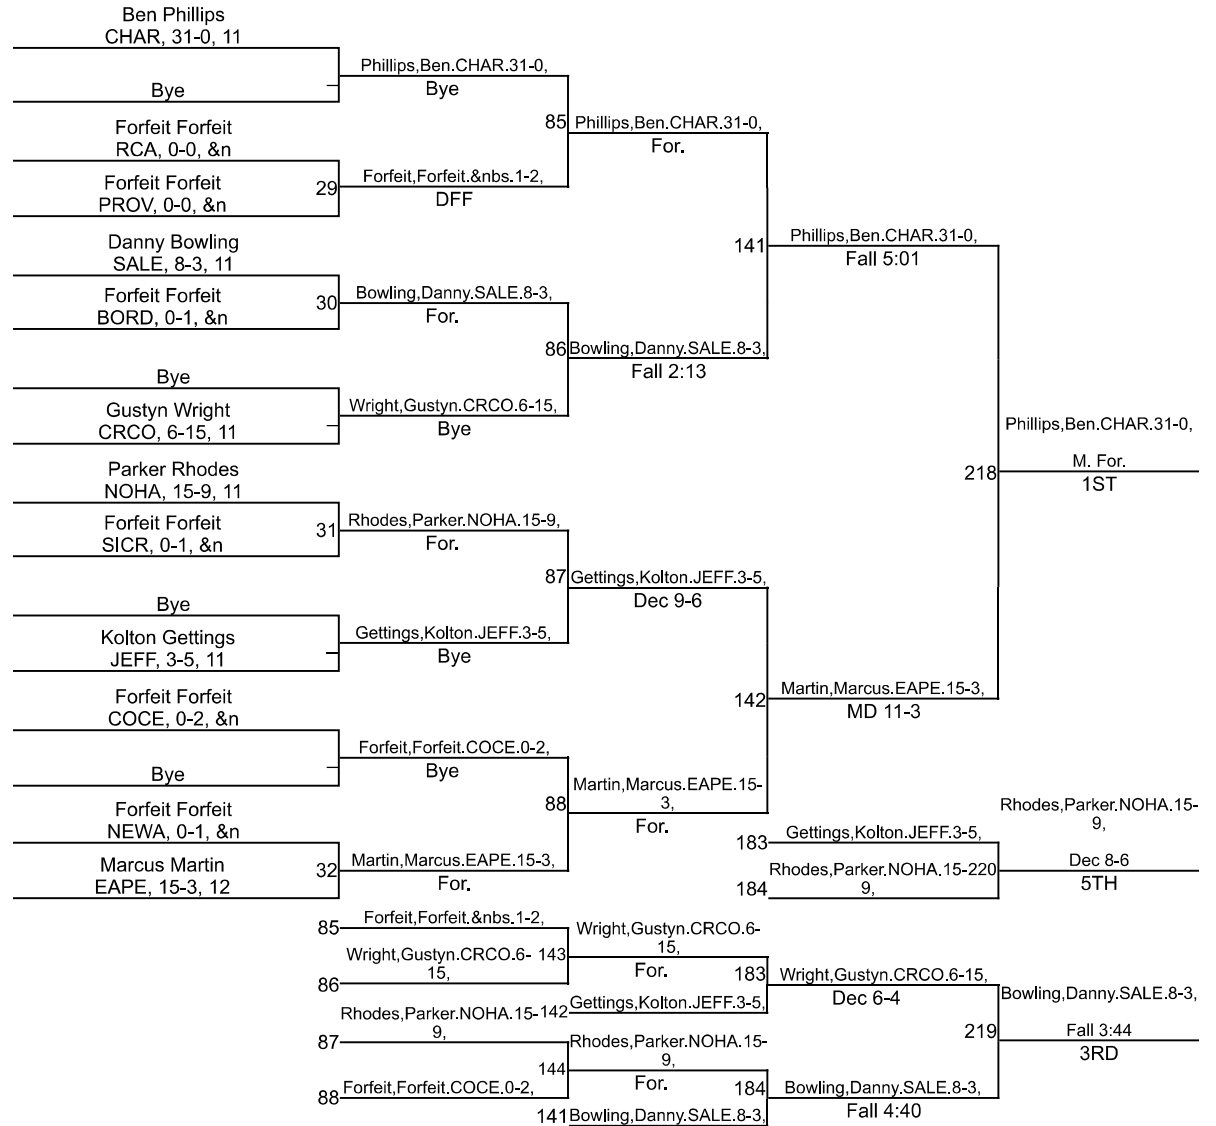 Ben Phillips
CHAR, 31-0, 11
Phillips,Ben.CHAR.31-0,
Bye
Bye
Forfeit Forfeit
RCA, 0-0, &n
85
Phillips,Ben.CHAR.31-0,
For.
Forfeit Forfeit
PROV, 0-0, &n
29
Forfeit,Forfeit.&nbs.1-2,
DFF
Danny Bowling
SALE, 8-3, 11
141
Phillips,Ben.CHAR.31-0,
Fall 5:01
Forfeit Forfeit
BORD, 0-1, &n
30
Bowling,Danny.SALE.8-3,
For.
86
Bowling,Danny.SALE.8-3,
Fall 2:13
Bye
Gustyn Wright
CRCO, 6-15, 11
Wright,Gustyn.CRCO.6-15,
Bye
Phillips,Ben.CHAR.31-0,
218
M. For.
1ST
Parker Rhodes
NOHA, 15-9, 11
Forfeit Forfeit
SICR, 0-1, &n
31
Rhodes,Parker.NOHA.15-9,
For.
87
Gettings,Kolton.JEFF.3-5,
Dec 9-6
Bye
Kolton Gettings
JEFF, 3-5, 11
Gettings,Kolton.JEFF.3-5,
Bye
Forfeit Forfeit
COCE, 0-2, &n
142
Martin,Marcus.EAPE.15-3,
MD 11-3
Forfeit,Forfeit.COCE.0-2,
Bye
Bye
Forfeit Forfeit
NEWA, 0-1, &n
88
Martin,Marcus.EAPE.15-
3,
For.
Marcus Martin
EAPE, 15-3, 12
32
Martin,Marcus.EAPE.15-3,
For.
183
Gettings,Kolton.JEFF.3-5,
Rhodes,Parker.NOHA.15-
9,
184
Rhodes,Parker.NOHA.15-
9,
220
Dec 8-6
5TH
85
Forfeit,Forfeit.&nbs.1-2,
86
Wright,Gustyn.CRCO.6-
15,
143
Wright,Gustyn.CRCO.6-
15,
For.
183
Wright,Gustyn.CRCO.6-15,
Dec 6-4
142
Gettings,Kolton.JEFF.3-5,
87
Rhodes,Parker.NOHA.15-
9,
Bowling,Danny.SALE.8-3,
219
Fall 3:44
3RD
144
Rhodes,Parker.NOHA.15-
9,
For.
88
Forfeit,Forfeit.COCE.0-2,
184
Bowling,Danny.SALE.8-3,
Fall 4:40
141
Bowling,Danny.SALE.8-3,